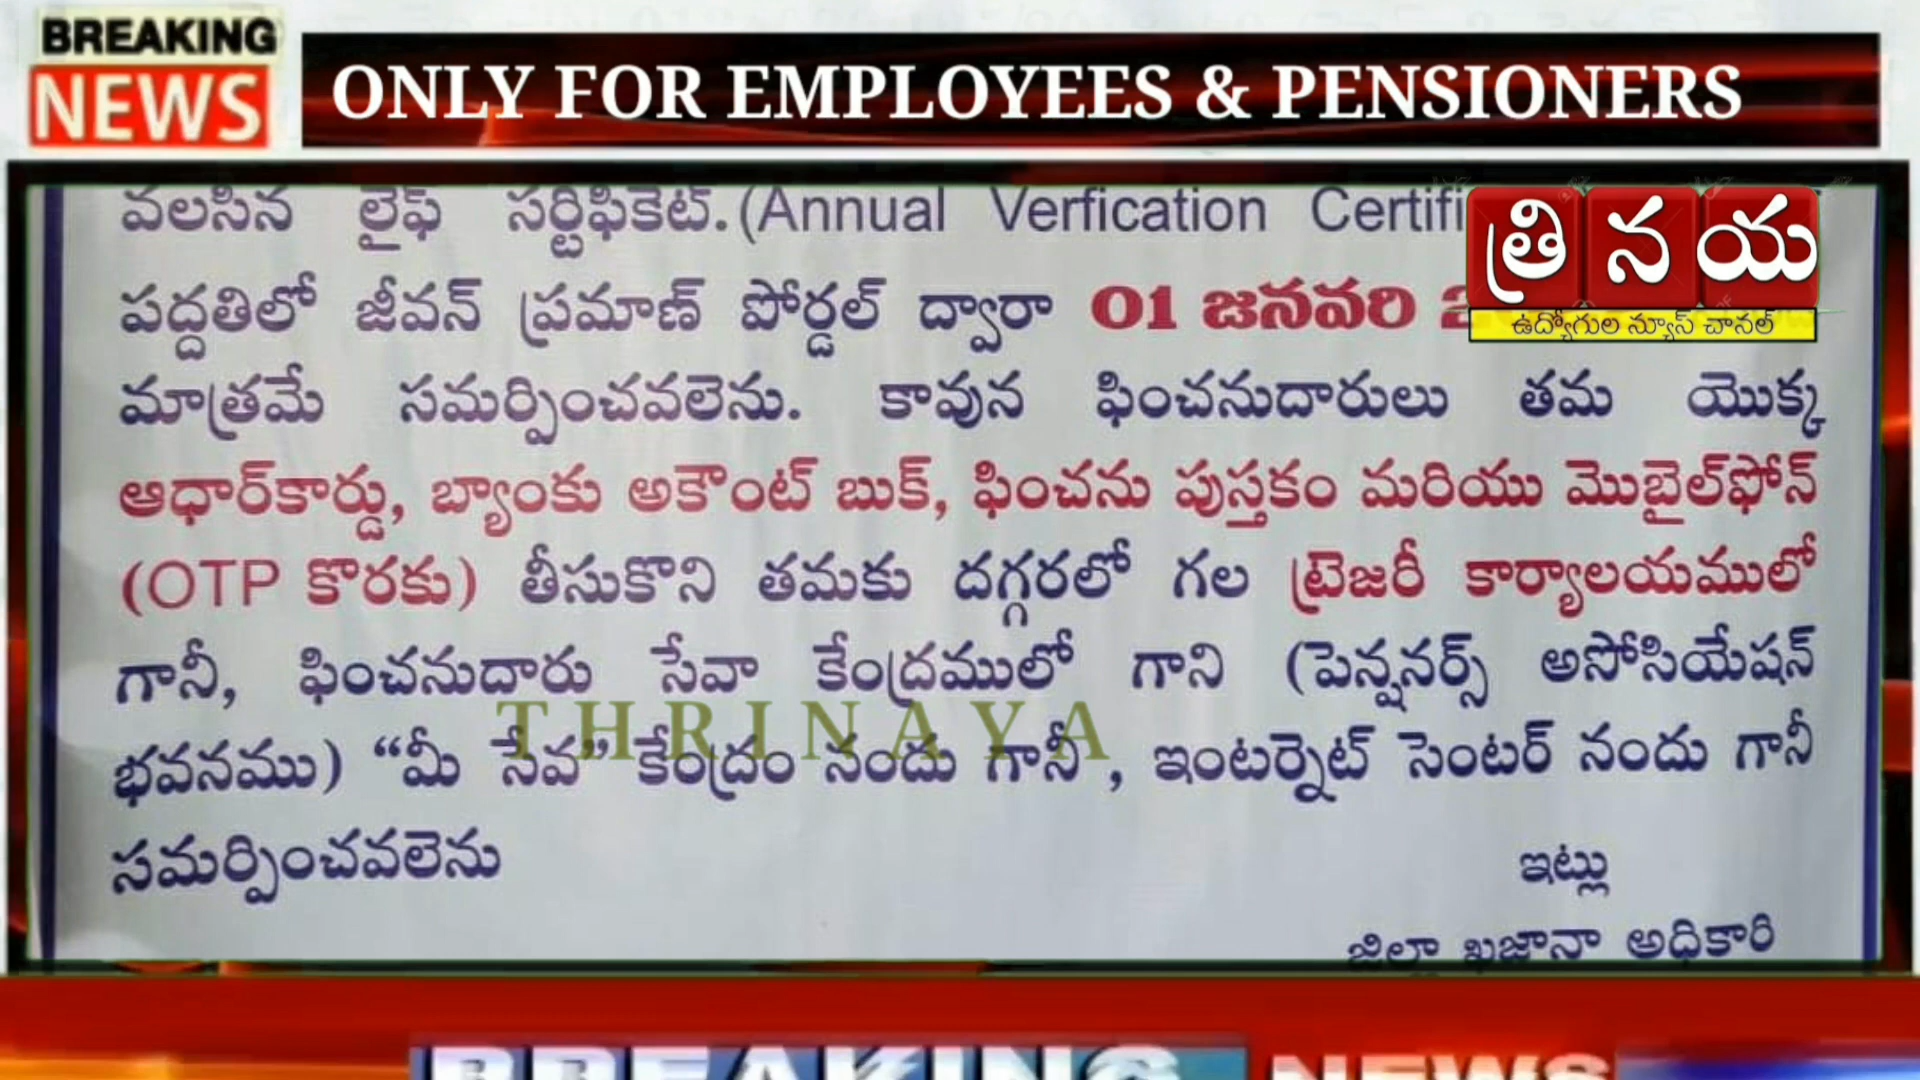 BREAKING
NEWS
ONLY FOR EMPLOYEES & PENSIONERS
వలసిన లైఫ్ సర్టిఫికెట్.(Annual Verfication
త్రినయ
ఉద్యోగుల న్యూస్ చానల్
పద్దతిలో జీవన్ ప్రమాణ్ పోర్టల్ ద్వారా 01 జనవరి
మాత్రమే సమర్పించవలెను. కావున ఫించనుదారులు తమ యొక్క
ఆధార్‌కార్డు, బ్యాంకు అకౌంట్ బుక్, ఫించను పుస్తకం మరియు మొబైల్‌ఫోన్
(OTP కొరకు) తీసుకొని తమకు దగ్గరలో గల ట్రెజరీ కార్యాలయములో
గానీ, ఫించనుదారు సేవా కేంద్రములో గాని (పెన్షనర్స్ అసోసియేషన్
THRINAYA
భవనము) “మీ సేవ” కేంద్రం నందు గానీ, ఇంటర్నెట్ సెంటర్ నందు గానీ
సమర్పించవలెను
ఇట్లు
జిల్లా ఖజానా అధికారి
BREAKING NEWS